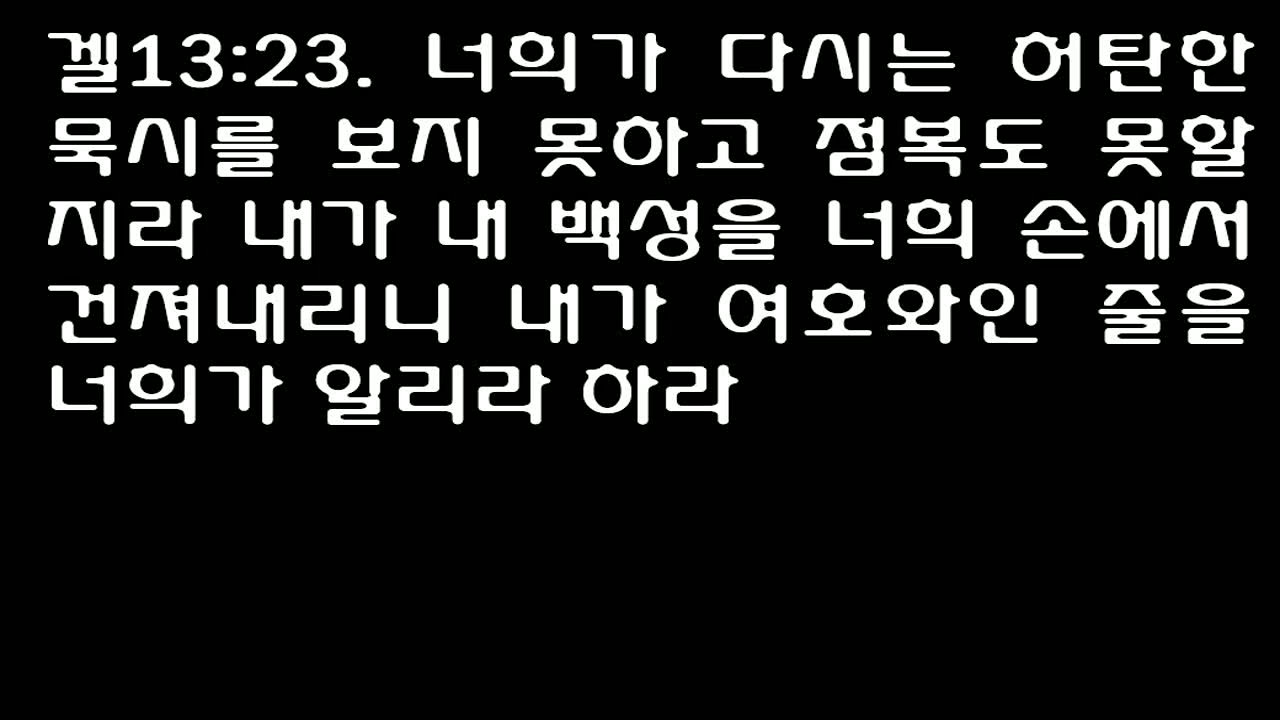 겔13:23. 너희가 다시는 허탄한
묵시를 보지 못하고 점복도 못할
지라 내가 내 백성을 너희 손에서
건져내리니 내가 여호와인 줄을
너희가 알리라 하라